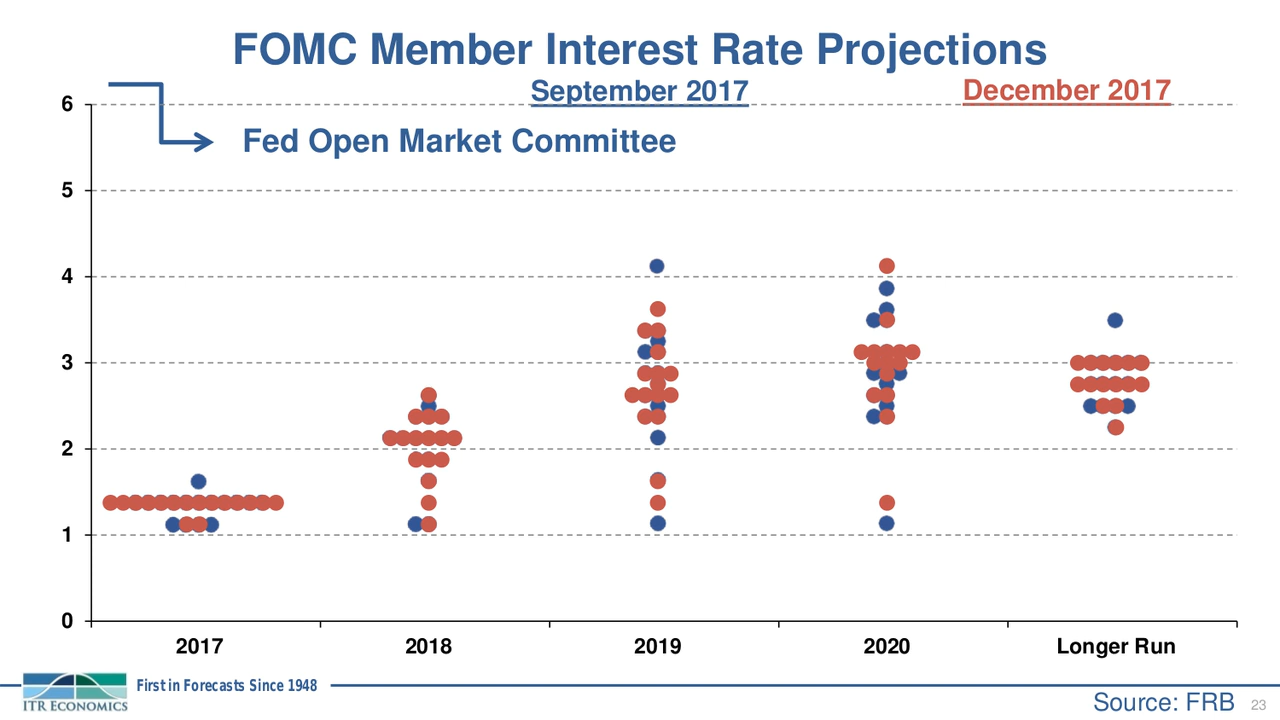 FOMC Member Interest Rate Projections
September 2017
December 2017
Fed Open Market Committee
6
5
4
3
2
1
0
2017
2018
2019
2020
Longer Run
ITR ECONOMICS
First in Forecasts Since 1948
Source: FRB
23